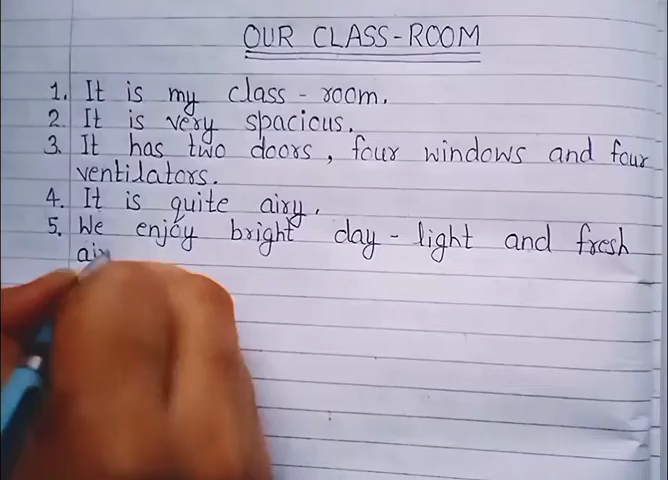 OUR CLASS-ROOM
1. It is my class - room.
2. It is very spacious.
3. It has two doors, four windows and four
ventilators.
4. It is quite airy.
5. We enjoy bright day - light and fresh
air